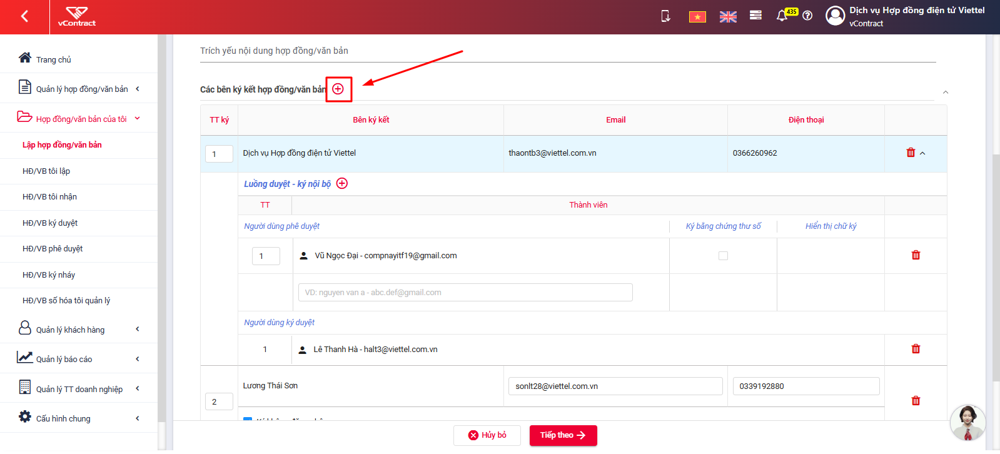 vContract
435
Dịch vụ Hợp đồng điện tử Viettel
vContract
Trang chủ
Quản lý hợp đồng/văn bản
Hợp đồng/văn bản của tôi
Lập hợp đồng/văn bản
HĐ/VB tôi lập
HĐ/VB tôi nhận
HĐ/VB ký duyệt
HĐ/VB phê duyệt
HĐ/VB ký nháy
HĐ/VB số hóa tôi quản lý
Quản lý khách hàng
Quản lý báo cáo
Quản lý TT doanh nghiệp
Cấu hình chung
Trích yếu nội dung hợp đồng/văn bản
Các bên ký kết hợp đồng/văn bản
TT ký Bên ký kết Email Điện thoại
1 Dịch vụ Hợp đồng điện tử Viettel thaontb3@viettel.com.vn 0366260962
Luồng duyệt - ký nội bộ
TT Thành viên
Người dùng phê duyệt Ký bằng chứng thư số Hiển thị chữ ký
1 Vũ Ngọc Đại - compnayitf19@gmail.com
VD: nguyen van a - abc.def@gmail.com
Người dùng ký duyệt
1 Lê Thanh Hà - halt3@viettel.com.vn
Lương Thái Sơn sonlt28@viettel.com.vn 0339192880
2
Hủy bỏ Tiếp theo